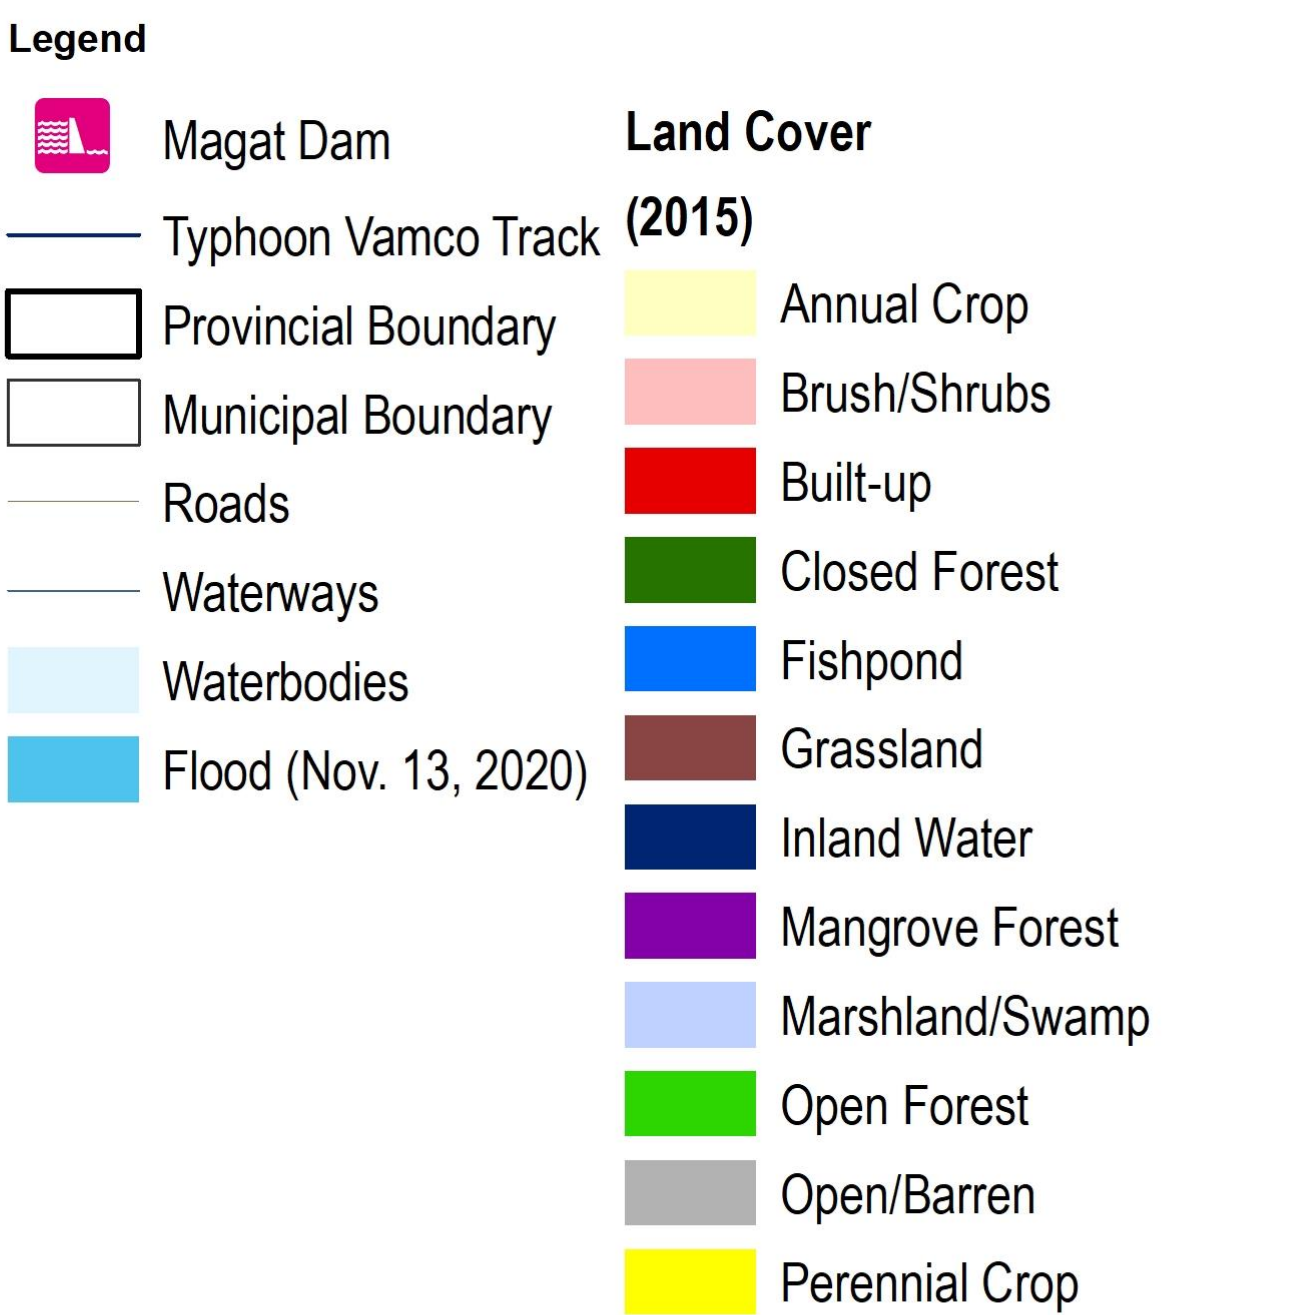 Legend
Magat Dam
Typhoon Vamco Track
Provincial Boundary
Municipal Boundary
Roads
Waterways
Waterbodies
Flood (Nov. 13, 2020)
Land Cover
(2015)
Annual Crop
Brush/Shrubs
Built-up
Closed Forest
Fishpond
Grassland
Inland Water
Mangrove Forest
Marshland/Swamp
Open Forest
Open/Barren
Perennial Crop